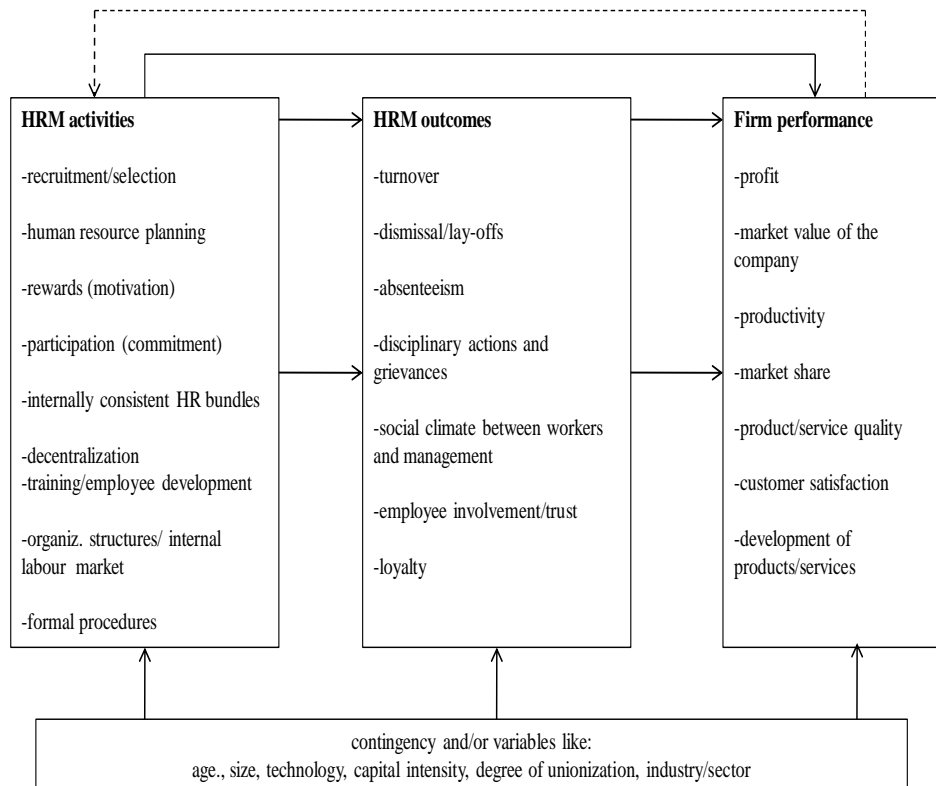 HRM activities
-recruitment/selection
-human resource planning
-rewards (motivation)
-participation (commitment)
-internally consistent HR bundles
-decentralization
-training/employee development
-organiz. structures/ internal
labour market
-formal procedures
HRM outcomes
-turnover
-dismissal/lay-offs
-absenteeism
-disciplinary actions and
grievances
-social climate between workers
and management
-employee involvement/trust
-loyalty
Firm performance
-profit
-market value of the
company
-productivity
-market share
-product/service quality
-customer satisfaction
-development of
products/services
contingency and/or variables like:
age., size, technology, capital intensity, degree of unionization, industry/sector